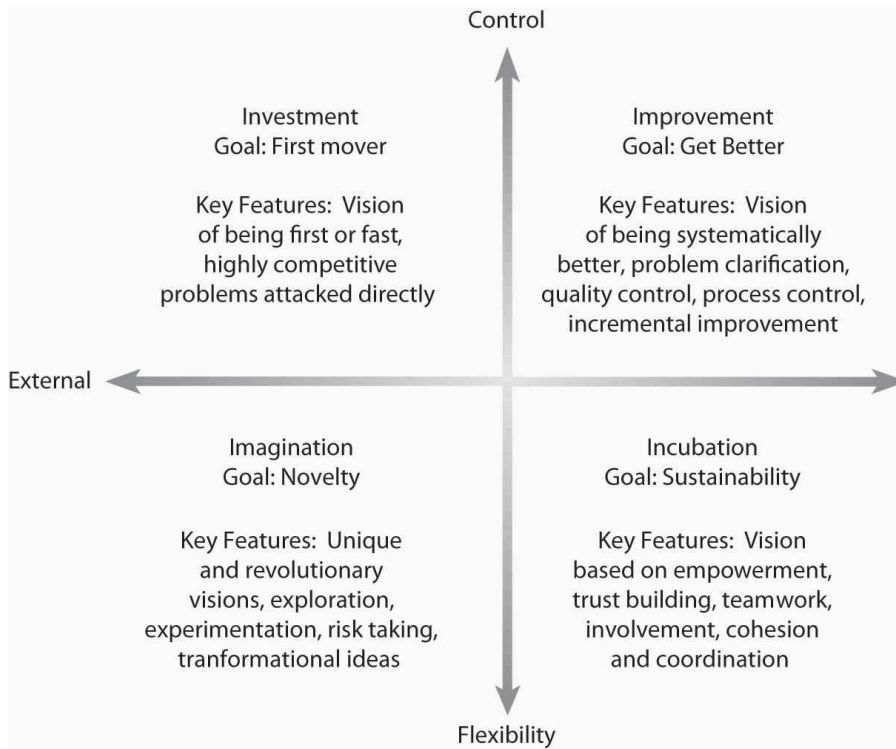 Control
Investment
Goal: First mover
Key Features:  Vision
of being first or fast,
highly competitive
problems attacked directly
Improvement
Goal: Get Better
Key Features:  Vision
of being systematically
better, problem clarification,
quality control, process control,
incremental improvement
External
Imagination
Goal: Novelty
Key Features:  Unique
and revolutionary
visions, exploration,
experimentation, risk taking,
tranformational ideas
Incubation
Goal: Sustainability
Key Features:  Vision
based on empowerment,
trust building, teamwork,
involvement, cohesion
and coordination
Flexibility